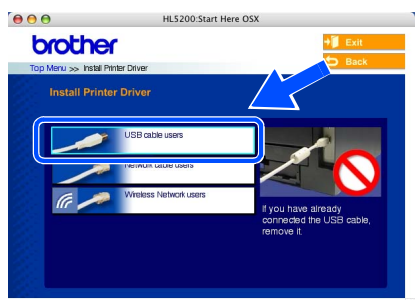 HL5200:Start Here OSX
brother
Exit
Back
Top Menu >> Install Printer Driver
Install Printer Driver
USB cable users
Network cable users
Wireless Network users
If you have already
connected the USB cable,
remove it.